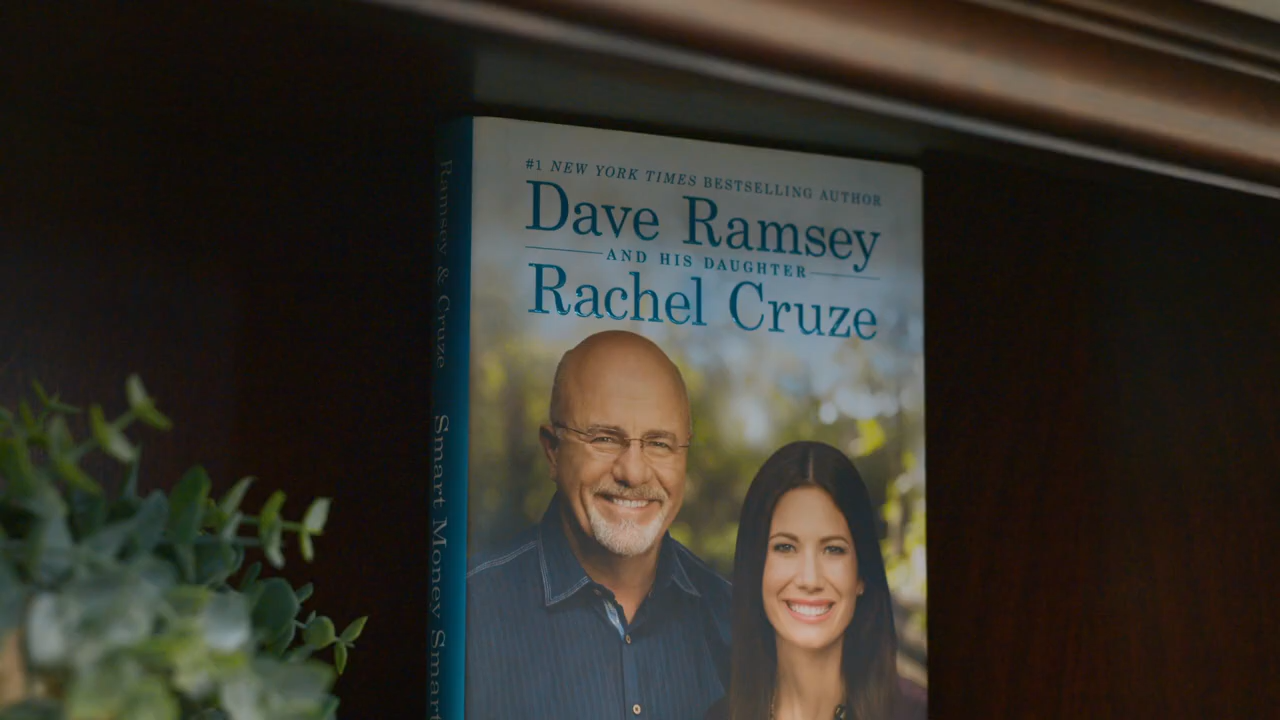 #1 NEW YORK TIMES BESTSELLING AUTHOR
Dave Ramsey
AND HIS DAUGHTER
Rachel Cruze
Ramsey & Cruze Smart Money Smart